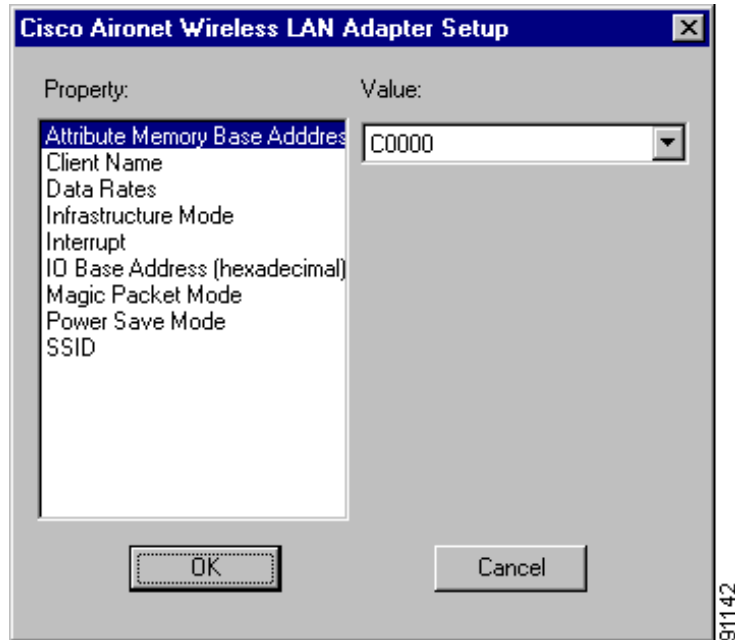 Cisco Aironet Wireless LAN Adapter Setup
Property:
Value:
Attribute Memory Base Adddres
Client Name
Data Rates
Infrastructure Mode
Interrupt
IO Base Address (hexadecimal)
Magic Packet Mode
Power Save Mode
SSID
C0000
OK
Cancel
91142